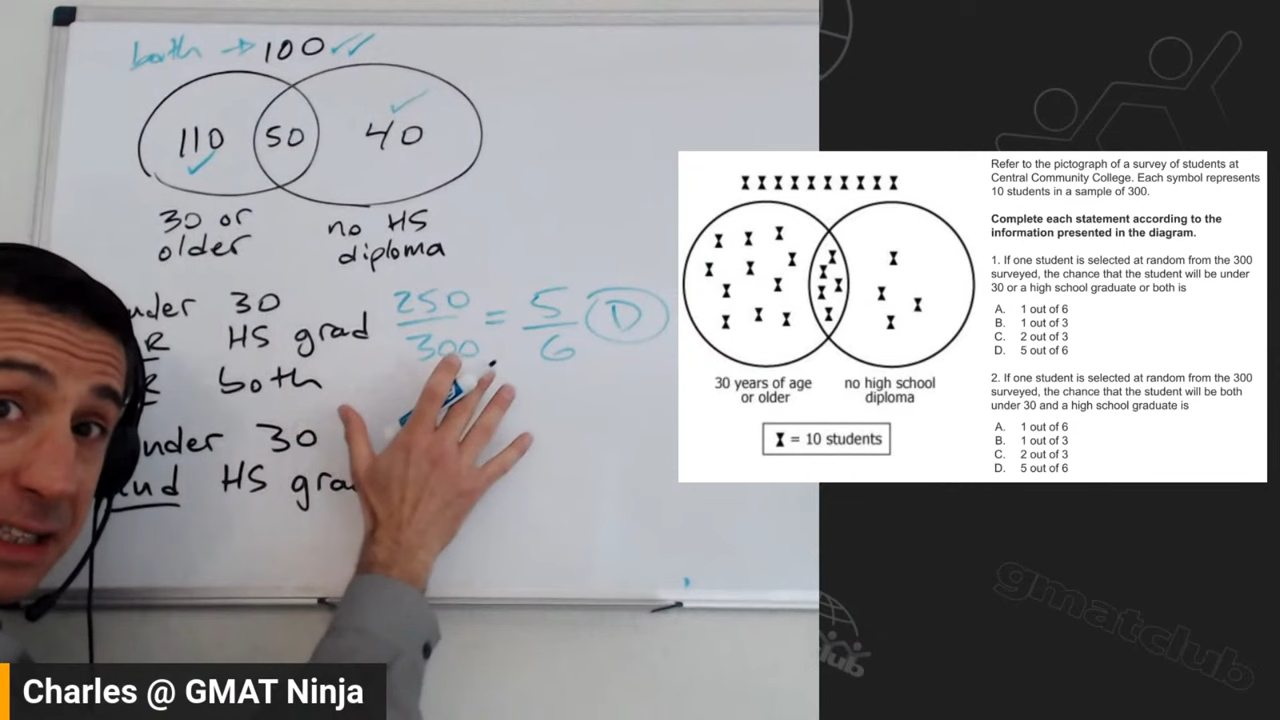 both → 100 ✓✓
110 ✓
50
40 ✓
30 or
older
no HS
diploma
under 30
HS grad
both
250
300
=
5
6
D
under 30
and HS gra
Refer to the pictograph of a survey of students at
Central Community College. Each symbol represents
10 students in a sample of 300.
Complete each statement according to the
information presented in the diagram.
1. If one student is selected at random from the 300
surveyed, the chance that the student will be under
30 or a high school graduate or both is
A. 1 out of 6
B. 1 out of 3
C. 2 out of 3
D. 5 out of 6
2. If one student is selected at random from the 300
surveyed, the chance that the student will be both
under 30 and a high school graduate is
A. 1 out of 6
B. 1 out of 3
C. 2 out of 3
D. 5 out of 6
30 years of age
or older
no high school
diploma
= 10 students
gmatclub
Charles @ GMAT Ninja